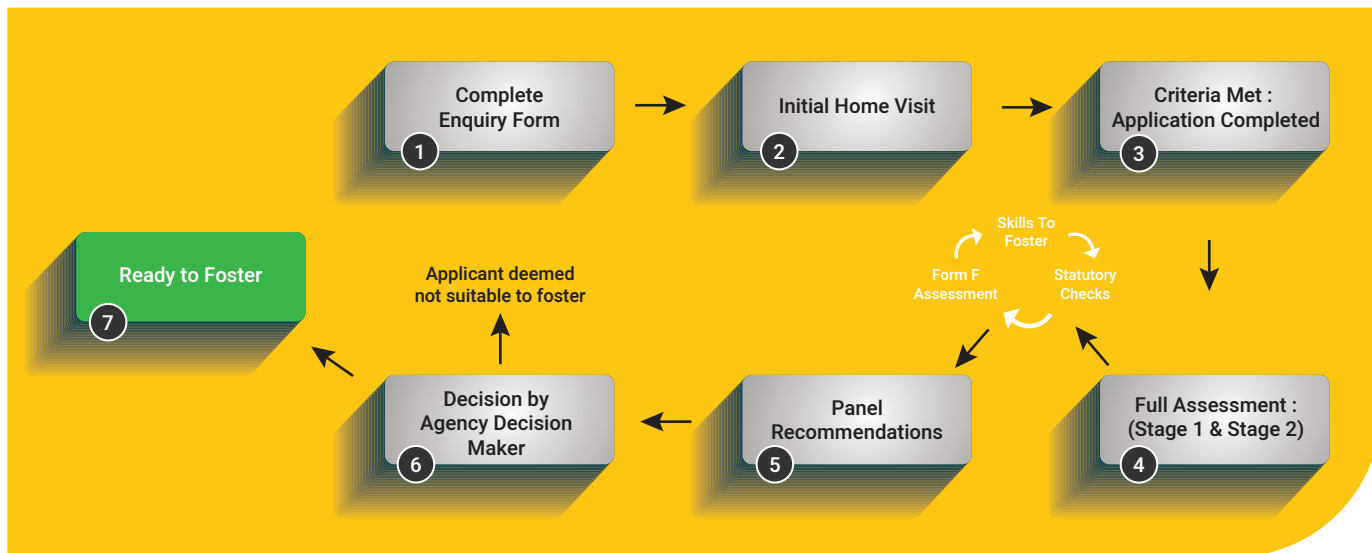 Complete
Enquiry Form
1
Initial Home Visit
2
Criteria Met :
Application Completed
3
Skills To
Foster
Form F
Assessment
Statutory
Checks
Full Assessment :
(Stage 1 & Stage 2)
4
Panel
Recommendations
5
Decision by
Agency Decision
Maker
6
Applicant deemed
not suitable to foster
Ready to Foster
7